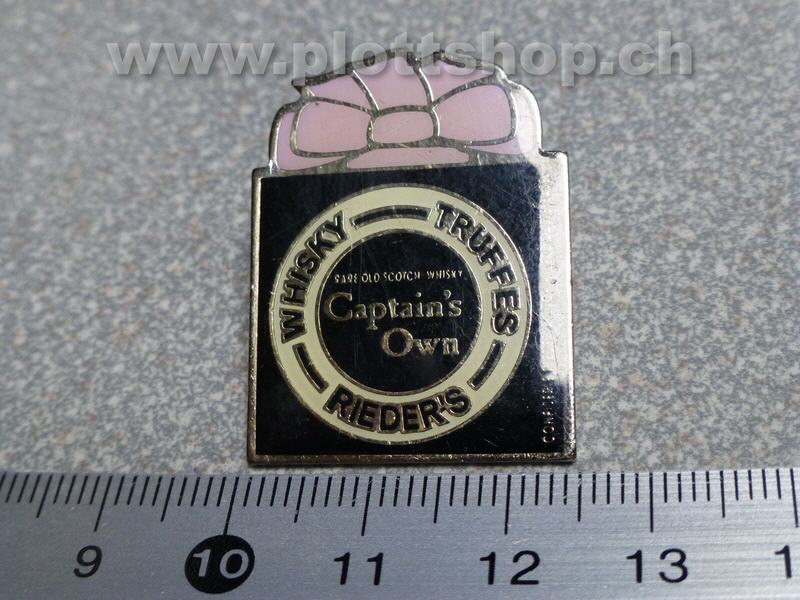 www.plottshop.ch
WHISKY
TRUFFES
RARE OLD SCOTCH WHISKY
Captain's
Own
RIEDER'S
9 10 11 12 13